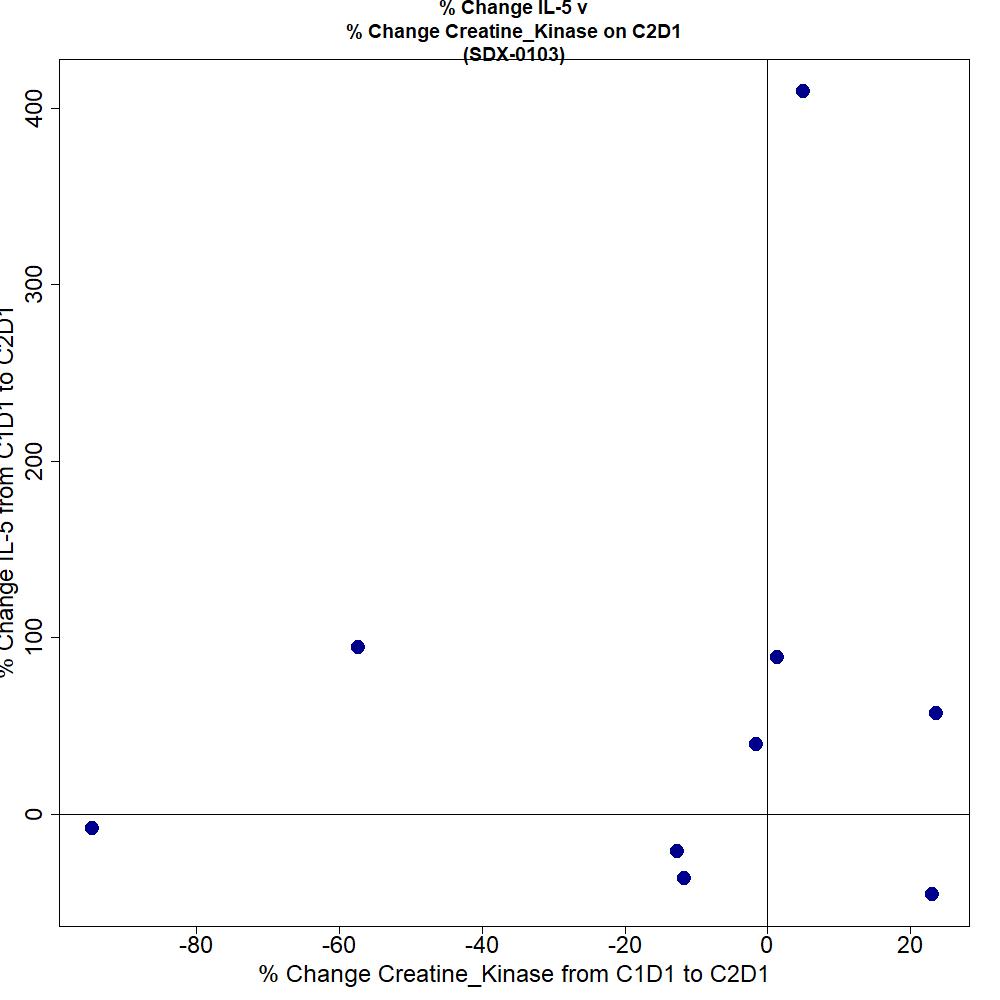 % Change IL-5 v
% Change Creatine_Kinase on C2D1
(SDX-0103)
% Change IL-5 from C1D1 to C2D1
400
300
200
100
0
-80
-60
-40
-20
0
20
% Change Creatine_Kinase from C1D1 to C2D1